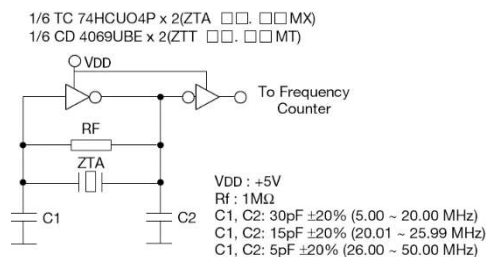 1/6 TC 74HCUO4P x 2(ZTA □□. □□MX)
1/6 CD 4069UBE x 2(ZTT □□. □□MT)
VDD
To Frequency
Counter
RF
ZTA
C1
C2
VDD : +5V
Rf : 1MΩ
C1, C2: 30pF ±20% (5.00 ~ 20.00 MHz)
C1, C2: 15pF ±20% (20.01 ~ 25.99 MHz)
C1, C2: 5pF ±20% (26.00 ~ 50.00 MHz)